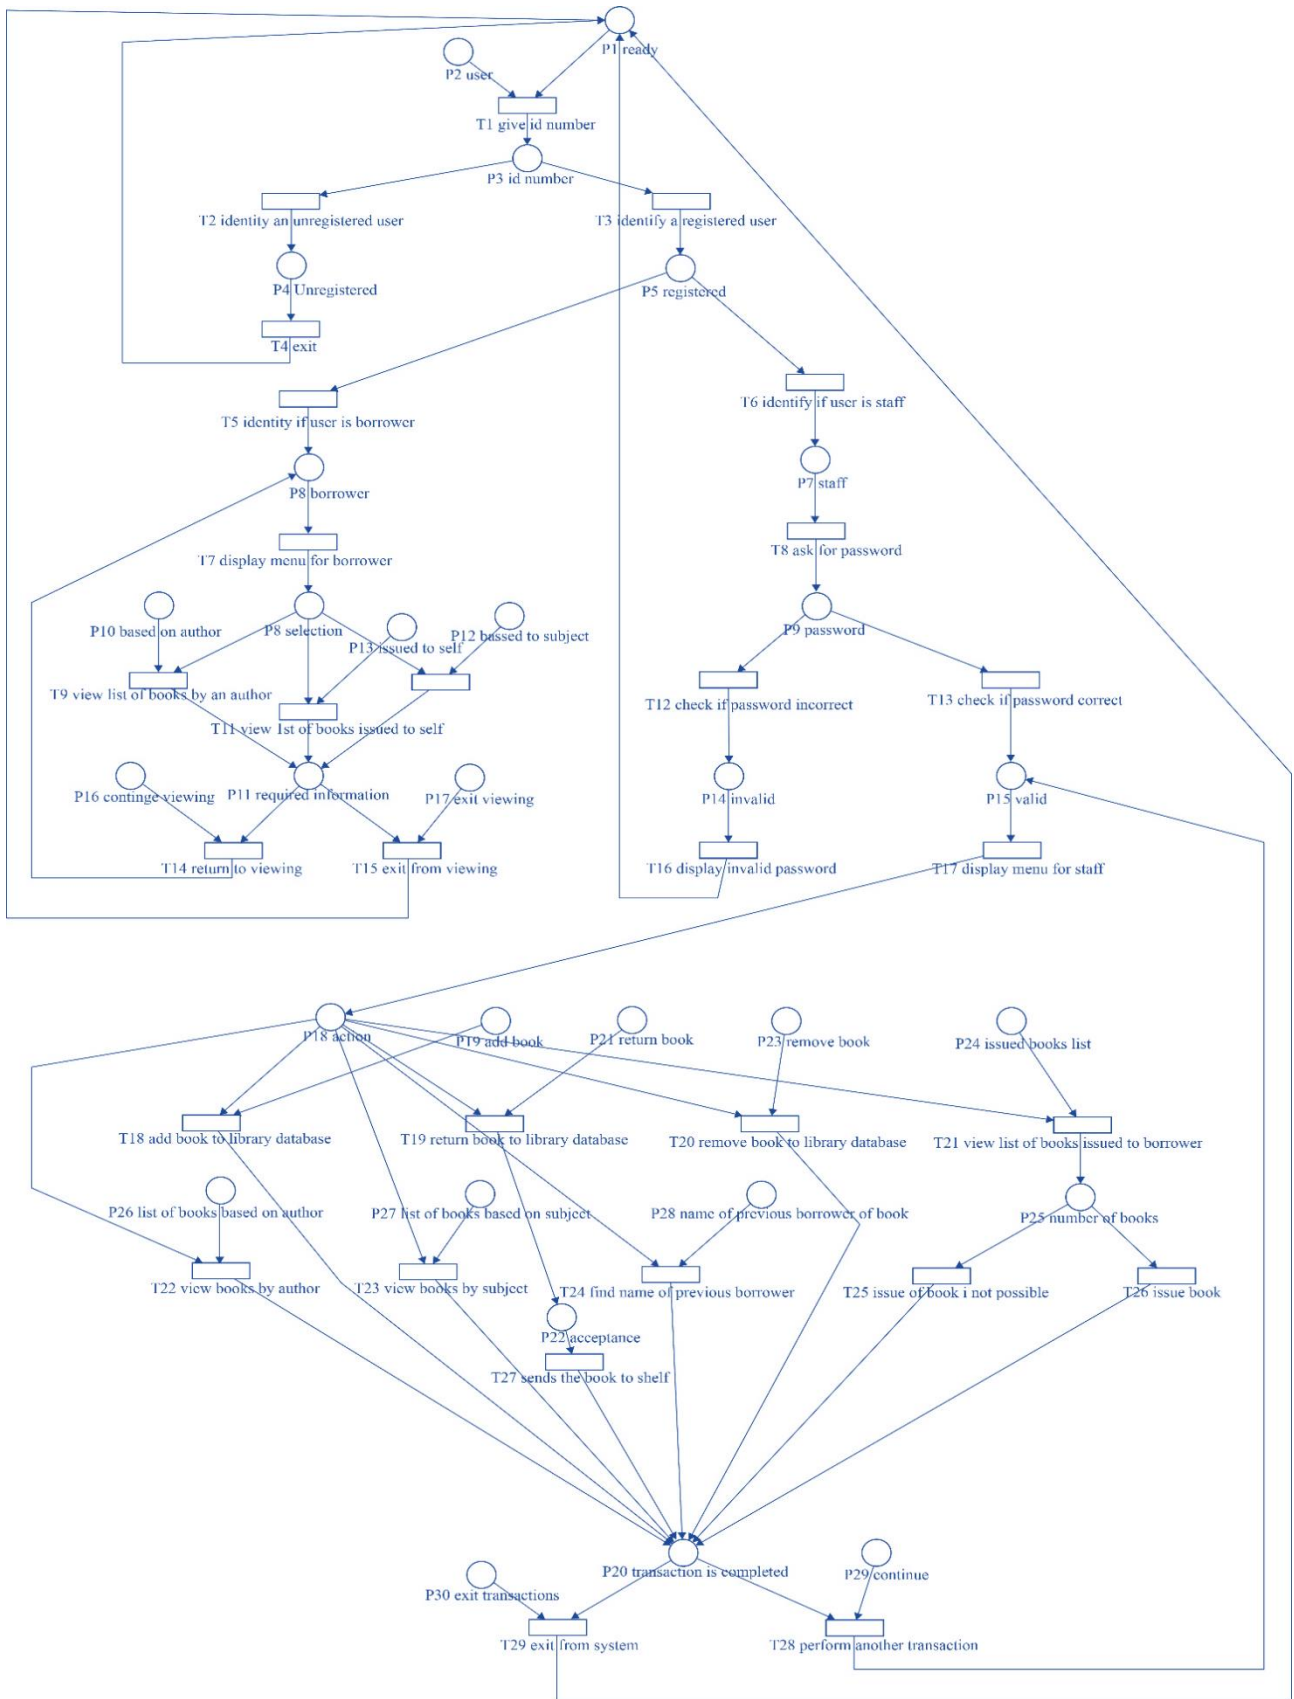 P1 ready
P2 user
T1 give id number
P3 id number
T2 identity an unregistered user
T3 identify a registered user
P4 Unregistered
P5 registered
T4 exit
T6 identify if user is staff
T5 identity if user is borrower
P7 staff
P8 borrower
T8 ask for password
T7 display menu for borrower
P10 based on author
P8 selection
P13 issued to self
P12 bassed to subject
P9 password
T9 view list of books by an author
T12 check if password incorrect
T13 check if password correct
T11 view 1st of books issued to self
P16 continge viewing
P11 required information
P17 exit viewing
P14 invalid
P15 valid
T14 return to viewing
T15 exit from viewing
T16 display invalid password
T17 display menu for staff
P18 action
P19 add book
P21 return book
P23 remove book
P24 issued books list
T18 add book to library database
T19 return book to library database
T20 remove book to library database
T21 view list of books issued to borrower
P26 list of books based on author
P27 list of books based on subject
P28 name of previous borrower of book
P25 number of books
T22 view books by author
T23 view books by subject
T24 find name of previous borrower
T25 issue of book i not possible
T26 issue book
P22 acceptance
T27 sends the book to shelf
P20 transaction is completed
P29 continue
P30 exit transactions
T29 exit from system
T28 perform another transaction